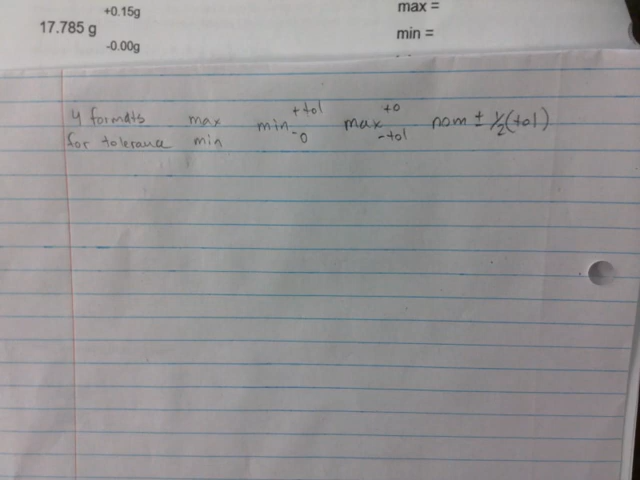 +0.15g
17.785 g
-0.00g
max =
min =
4 formats max min +tol max +0 nom ± 1/2(tol)
for tolerance min -0 -tol